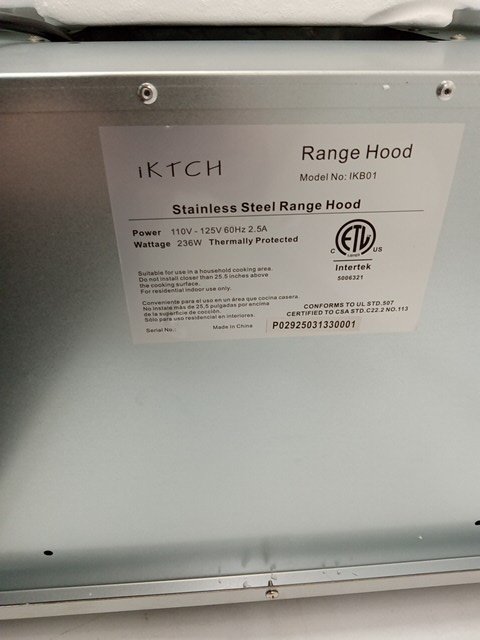 iKTCH
Range Hood
Model No: IKB01
Stainless Steel Range Hood
Power 110V - 125V 60Hz 2.5A
Wattage 236W Thermally Protected
C ETL US
LISTED
Intertek
5006321
Suitable for use in a household cooking area.
Do not install closer than 25.5 inches above
the cooking surface.
For residential indoor use only.
Conveniente para el uso en un área que cocina casera.
No instale más de 25,5 pulgadas por encima
de la superficie de cocción.
Sólo para uso residencial en interiores.
CONFORMS TO UL STD.507
CERTIFIED TO CSA STD.C22.2 NO.113
Serial No.:
Made In China
P02925031330001